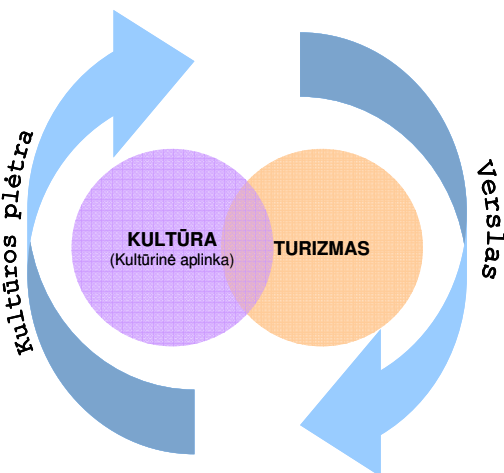 Kultūros plėtra
KULTŪRA
(Kultūrinė aplinka)
TURIZMAS
Verslas